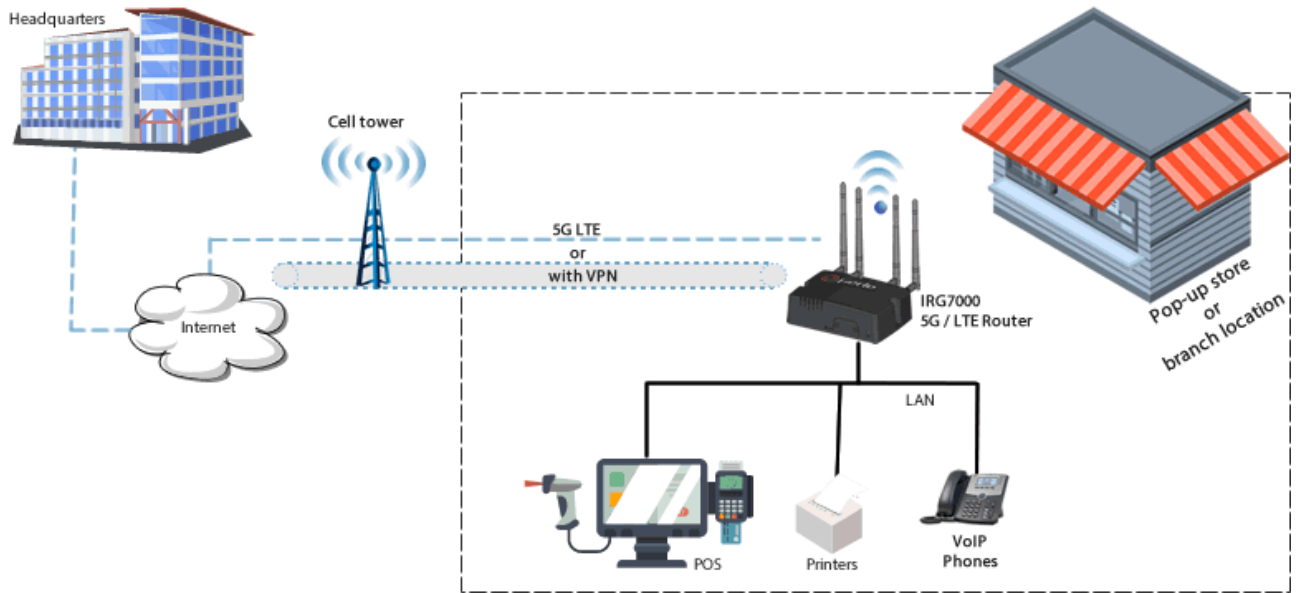 Headquarters
Cell tower
5G LTE
or
with VPN
Internet
IRG7000
5G / LTE Router
Pop-up store
or
branch location
LAN
POS
Printers
VoIP
Phones